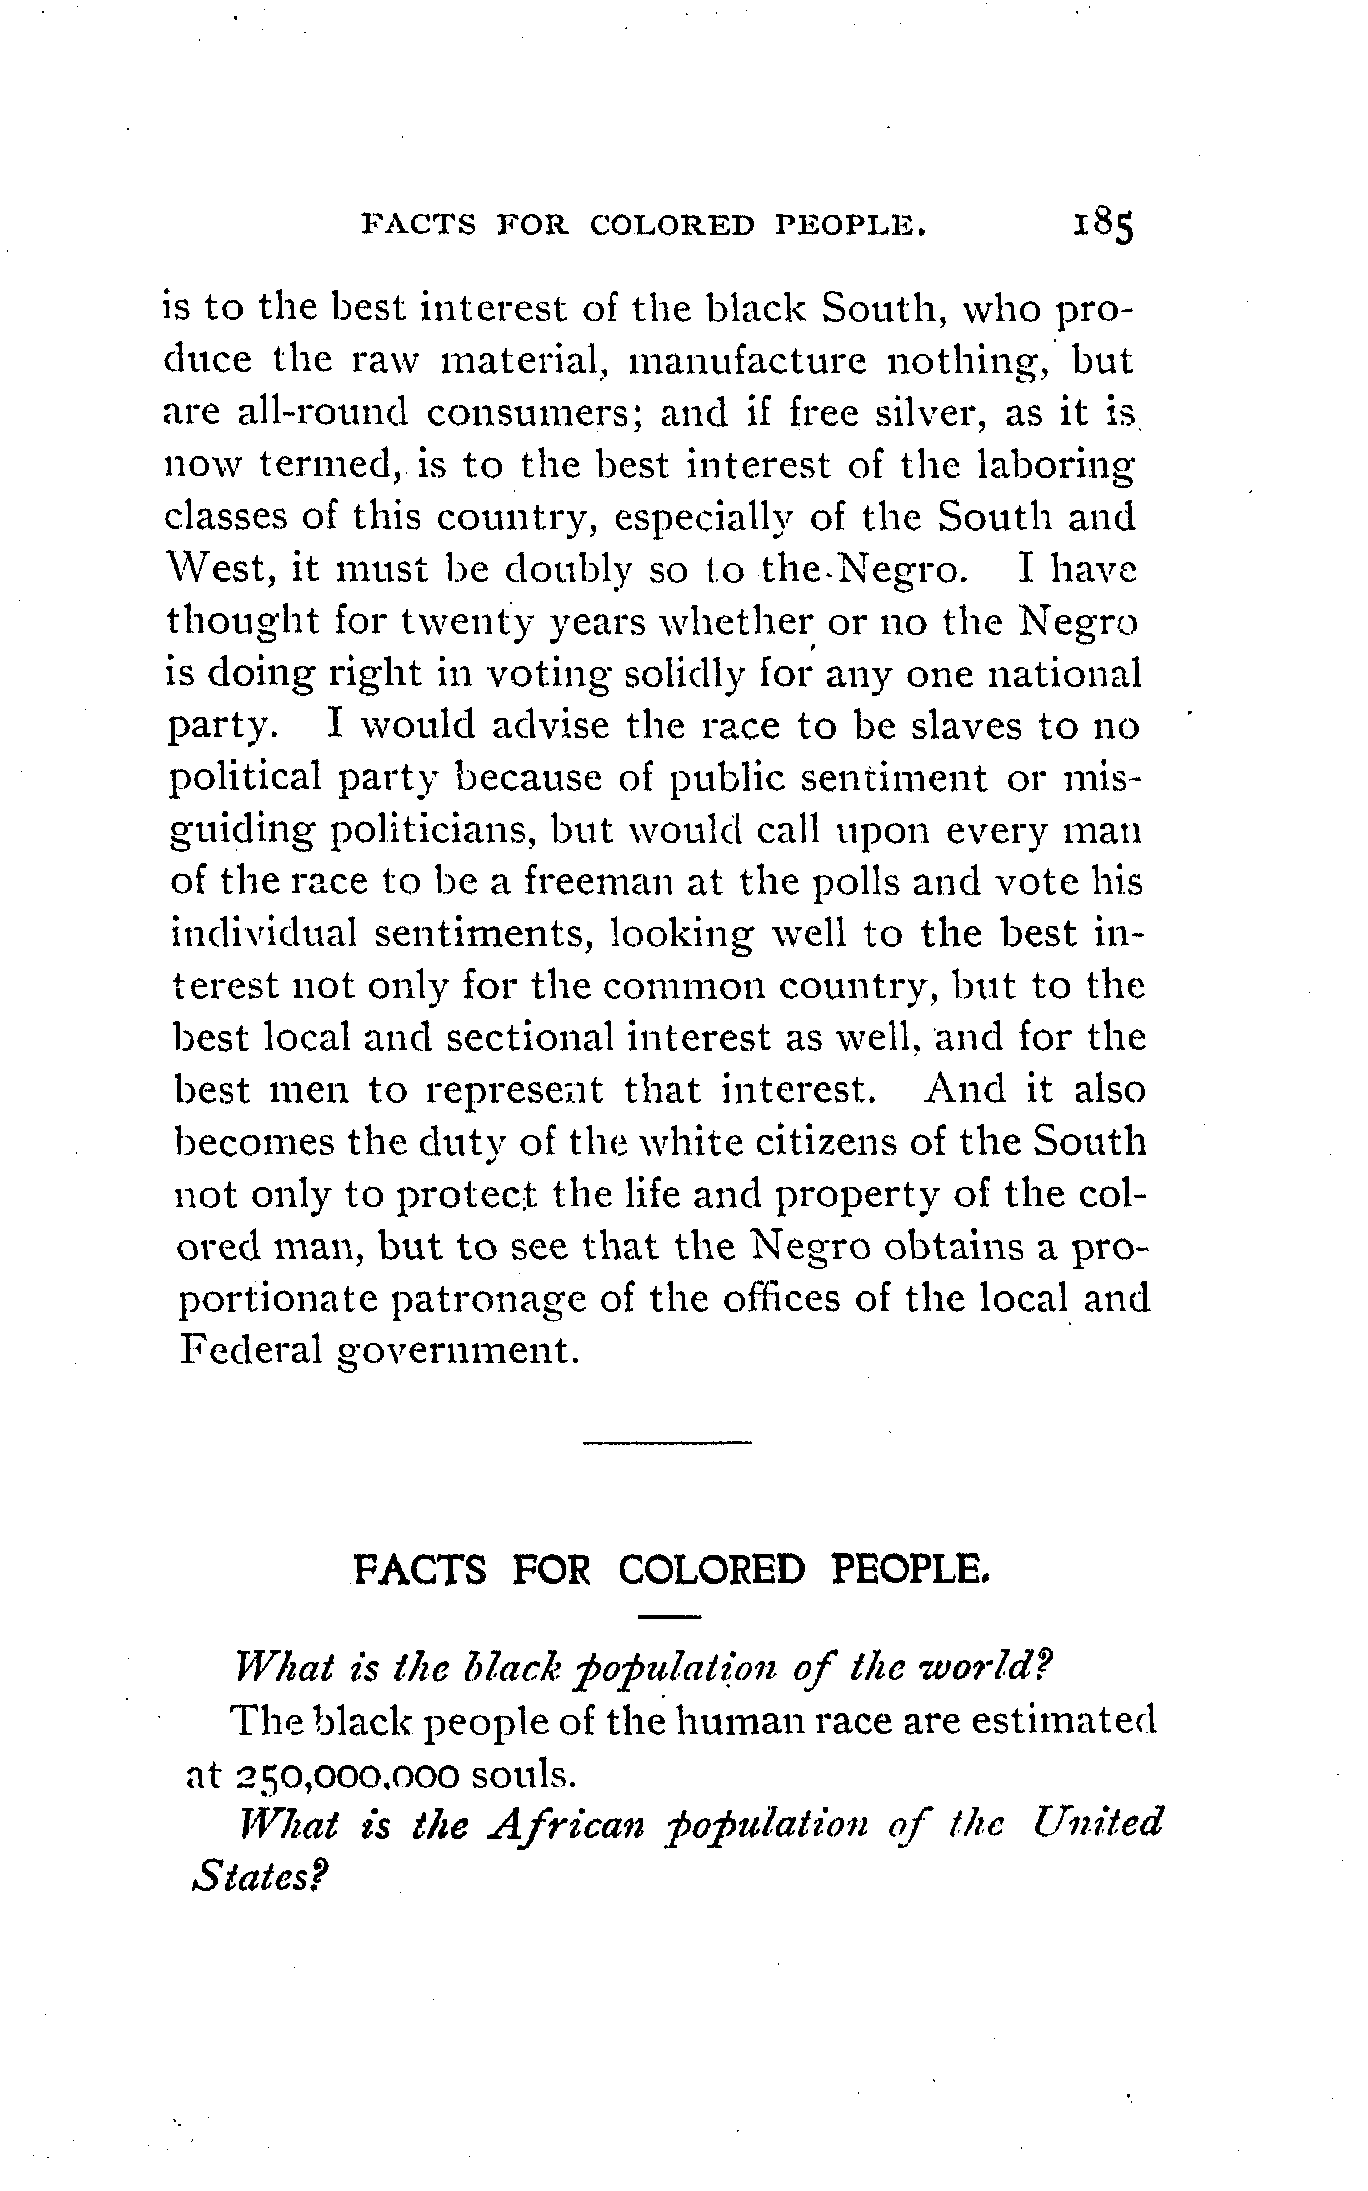 FACTS FOR COLORED PEOPLE. 185
is to the best interest of the black South, who pro-
duce the raw material, manufacture nothing, but
are all-round consumers; and if free silver, as it is
now termed, is to the best interest of the laboring
classes of this country, especially of the South and
West, it must be doubly so to the Negro. I have
thought for twenty years whether or no the Negro
is doing right in voting solidly for any one national
party. I would advise the race to be slaves to no
political party because of public sentiment or mis-
guiding politicians, but would call upon every man
of the race to be a freeman at the polls and vote his
individual sentiments, looking well to the best in-
terest not only for the common country, but to the
best local and sectional interest as well, and for the
best men to represent that interest. And it also
becomes the duty of the white citizens of the South
not only to protect the life and property of the col-
ored man, but to see that the Negro obtains a pro-
portionate patronage of the offices of the local and
Federal government.
FACTS FOR COLORED PEOPLE.
What is the black population of the world?
The black people of the human race are estimated
at 250,000,000 souls.
What is the African population of the United
States?